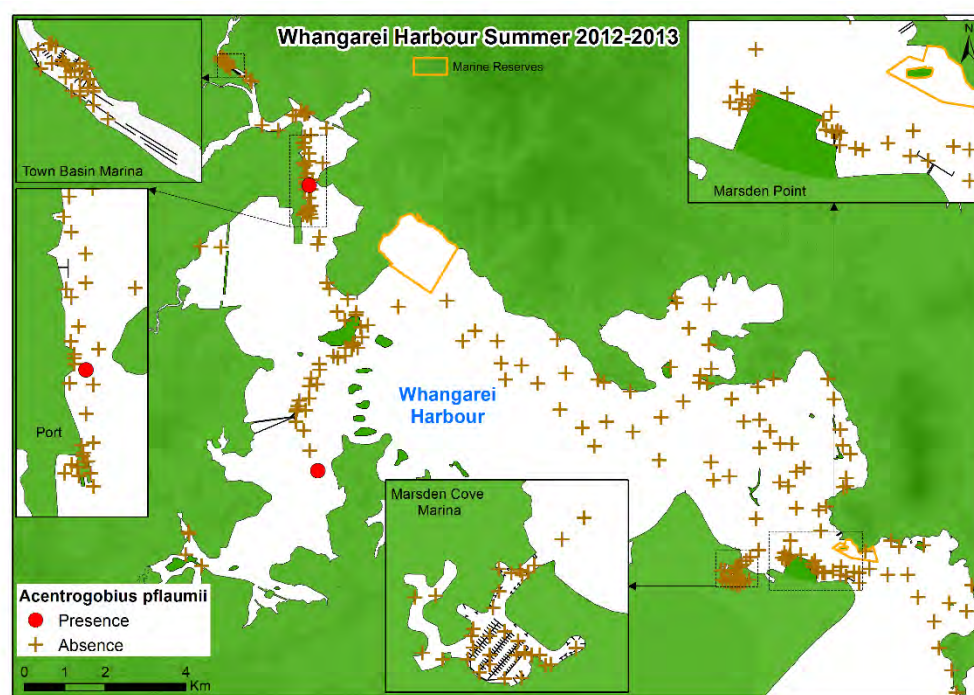 Whangarei Harbour Summer 2012-2013
Marine Reserves
N
Town Basin Marina
Marsden Point
Port
Whangarei
Harbour
Marsden Cove
Marina
Acentrogobius pflaumii
Presence
Absence
0 1 2 4
Km